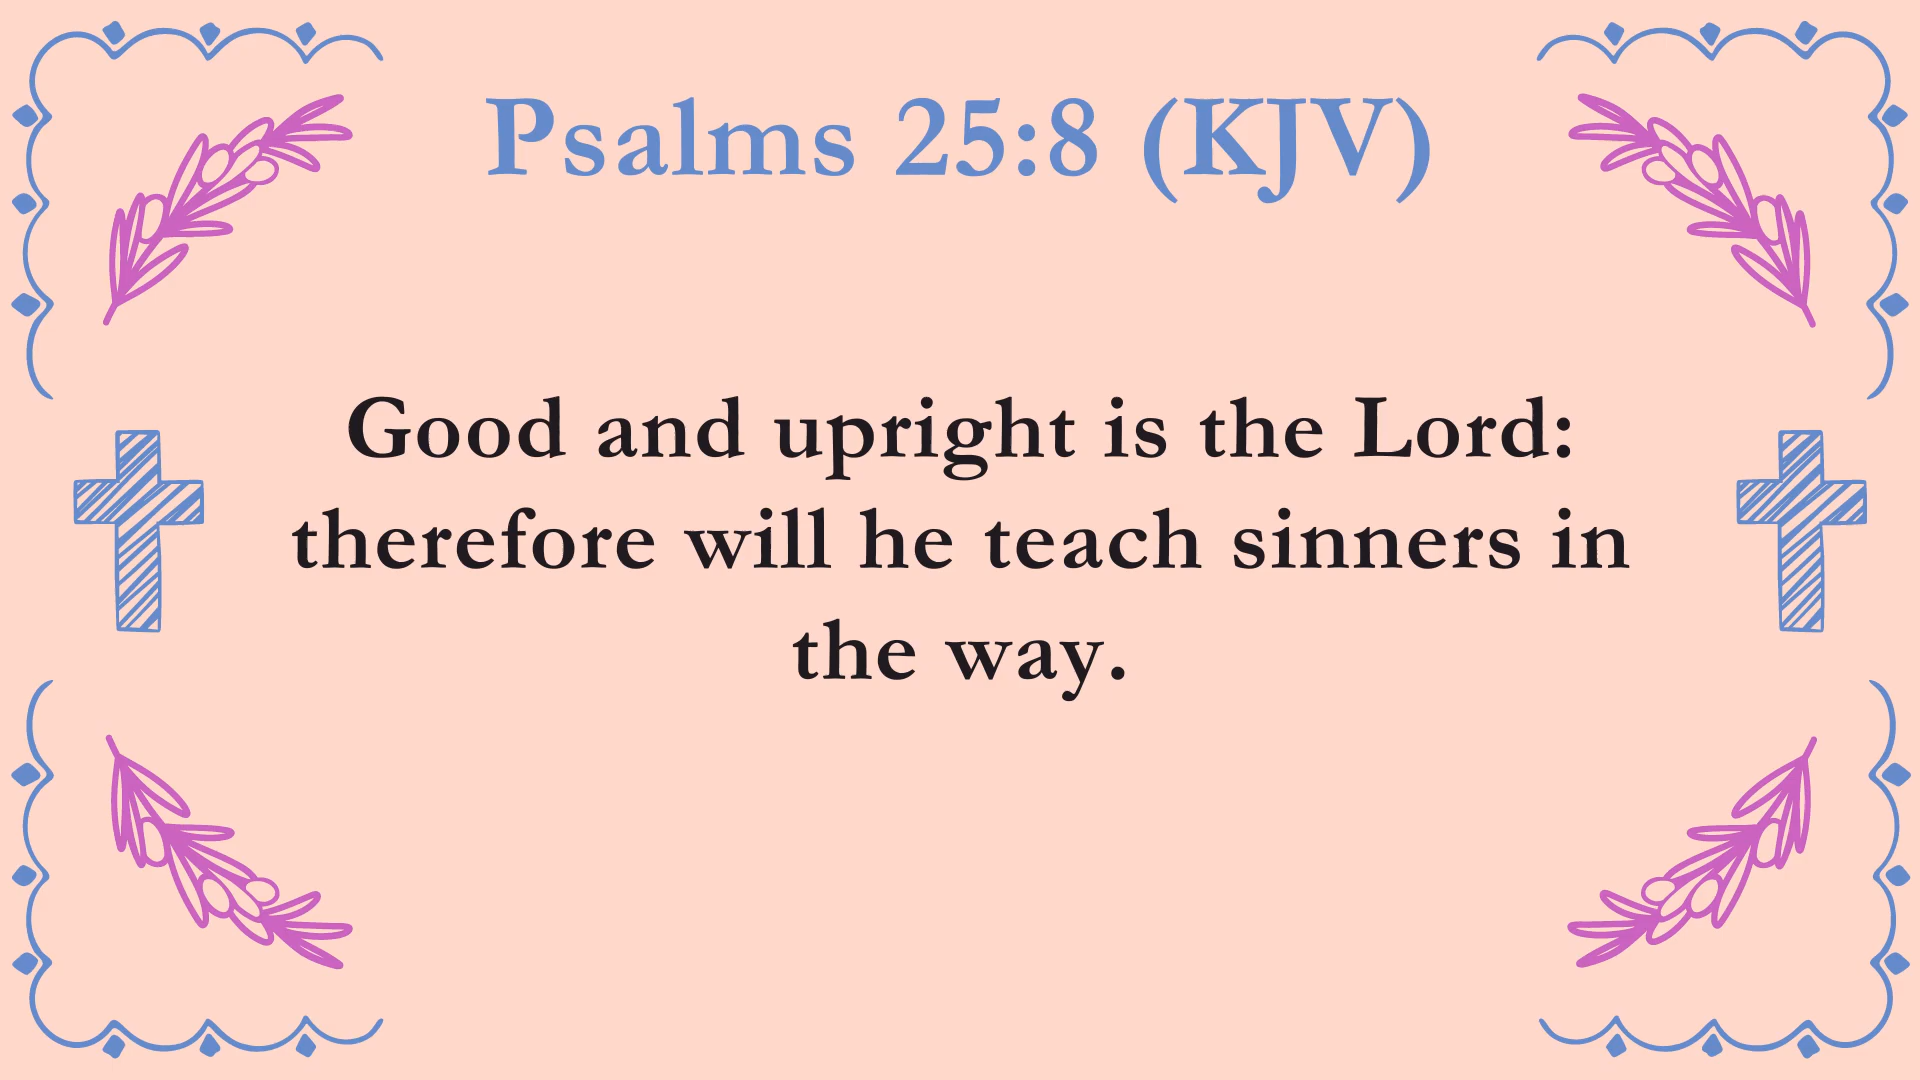 Psalms 25:8 (KJV)
Good and upright is the Lord:
therefore will he teach sinners in
the way.